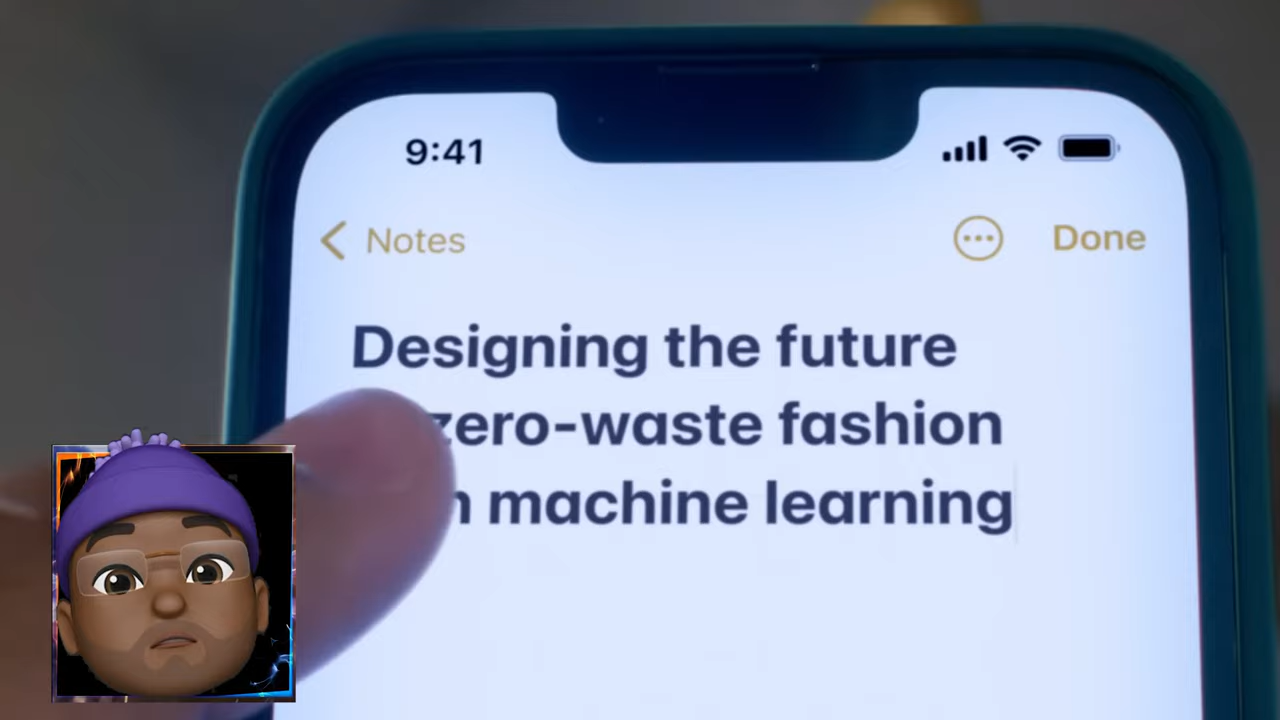 9:41
Notes
Done
Designing the future
zero-waste fashion
machine learning